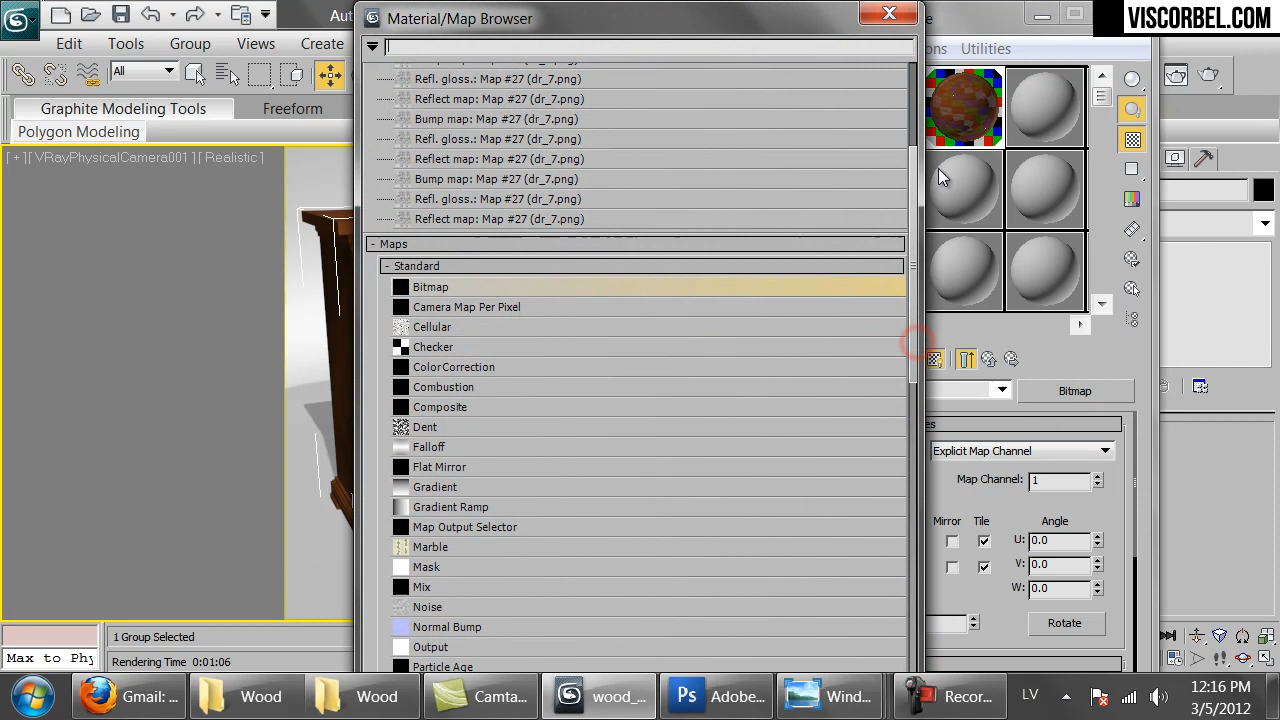 Aut
Material/Map Browser
e
VISCORBEL.COM
Edit Tools Group Views Create
ons Utilities
All
Graphite Modeling Tools Freeform
Polygon Modeling
[ + ] [ VRayPhysicalCamera001 ] [ Realistic ]
Refl. gloss.: Map #27 (dr_7.png)
Reflect map: Map #27 (dr_7.png)
Bump map: Map #27 (dr_7.png)
Refl. gloss.: Map #27 (dr_7.png)
Reflect map: Map #27 (dr_7.png)
Bump map: Map #27 (dr_7.png)
Refl. gloss.: Map #27 (dr_7.png)
Reflect map: Map #27 (dr_7.png)
- Maps
- Standard
Bitmap
Camera Map Per Pixel
Cellular
Checker
ColorCorrection
Combustion
Composite
Dent
Falloff
Flat Mirror
Gradient
Gradient Ramp
Map Output Selector
Marble
Mask
Mix
Noise
Normal Bump
Output
Particle Age
Bitmap
es
Explicit Map Channel
Map Channel: 1
Mirror Tile Angle
U: 0.0
V: 0.0
W: 0.0
Rotate
1 Group Selected
Max to Phy
Rendering Time 0:01:06
Gmail: ... Wood Wood Camta... wood_... Adobe... Wind... Recor... LV
12:16 PM
3/5/2012